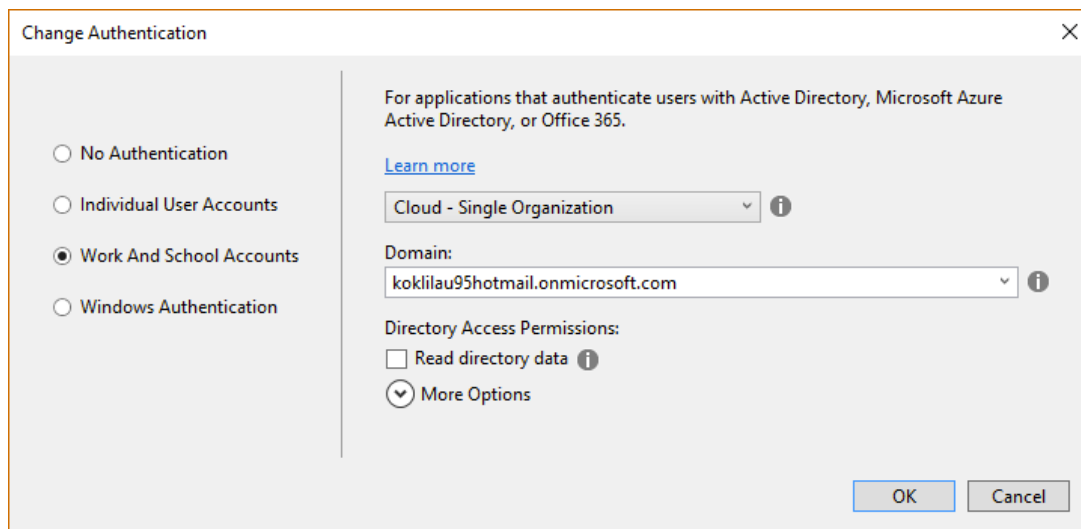 Change Authentication
No Authentication
Individual User Accounts
Work And School Accounts
Windows Authentication
For applications that authenticate users with Active Directory, Microsoft Azure
Active Directory, or Office 365.
Learn more
Cloud - Single Organization
Domain:
koklilau95hotmail.onmicrosoft.com
Directory Access Permissions:
Read directory data
More Options
OK
Cancel